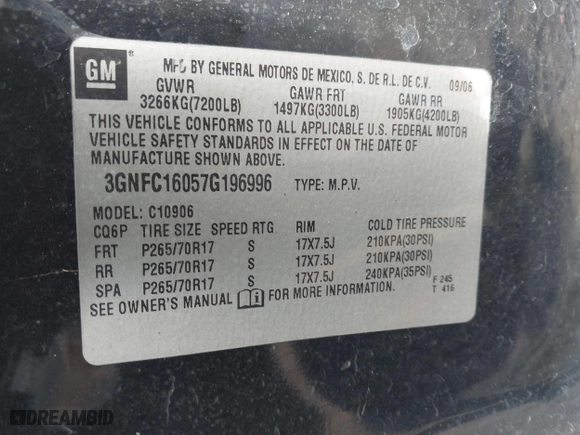 GM
MFD BY GENERAL MOTORS DE MEXICO, S. DE R.L. DE C.V. 09/06
GVWR GAWR FRT GAWR RR
3266KG(7200LB) 1497KG(3300LB) 1905KG(4200LB)
THIS VEHICLE CONFORMS TO ALL APPLICABLE U.S. FEDERAL MOTOR
VEHICLE SAFETY STANDARDS IN EFFECT ON THE DATE OF
MANUFACTURE SHOWN ABOVE.
3GNFC16057G196996 TYPE: M.P.V.
MODEL: C10906
CQ6P TIRE SIZE SPEED RTG RIM COLD TIRE PRESSURE
FRT P265/70R17 S 17X7.5J 210KPA(30PSI)
RR P265/70R17 S 17X7.5J 210KPA(30PSI)
SPA P265/70R17 S 17X7.5J 240KPA(35PSI)
SEE OWNER'S MANUAL FOR MORE INFORMATION.
F 245
T 416
DREAMBID